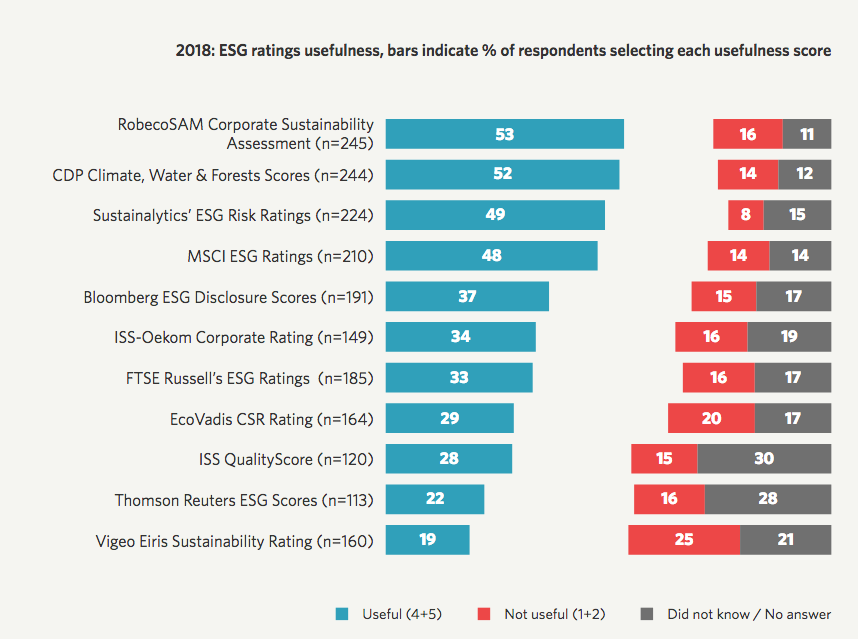 2018: ESG ratings usefulness, bars indicate % of respondents selecting each usefulness score
RobecoSAM Corporate Sustainability
Assessment (n=245) 53 16 11
CDP Climate, Water & Forests Scores (n=244) 52 14 12
Sustainalytics’ ESG Risk Ratings (n=224) 49 8 15
MSCI ESG Ratings (n=210) 48 14 14
Bloomberg ESG Disclosure Scores (n=191) 37 15 17
ISS-Oekom Corporate Rating (n=149) 34 16 19
FTSE Russell’s ESG Ratings (n=185) 33 16 17
EcoVadis CSR Rating (n=164) 29 20 17
ISS QualityScore (n=120) 28 15 30
Thomson Reuters ESG Scores (n=113) 22 16 28
Vigeo Eiris Sustainability Rating (n=160) 19 25 21
Useful (4+5) Not useful (1+2) Did not know / No answer